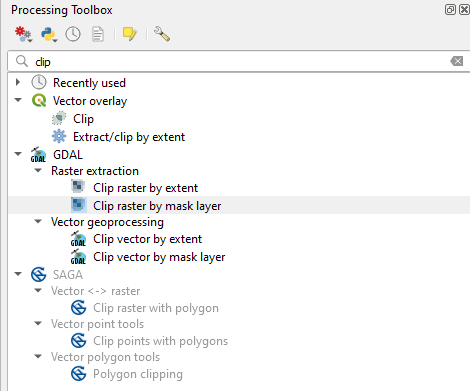 Processing Toolbox
clip
Recently used
Vector overlay
Clip
Extract/clip by extent
GDAL
Raster extraction
Clip raster by extent
Clip raster by mask layer
Vector geoprocessing
GDAL Clip vector by extent
GDAL Clip vector by mask layer
SAGA
Vector <-> raster
Clip raster with polygon
Vector point tools
Clip points with polygons
Vector polygon tools
Polygon clipping